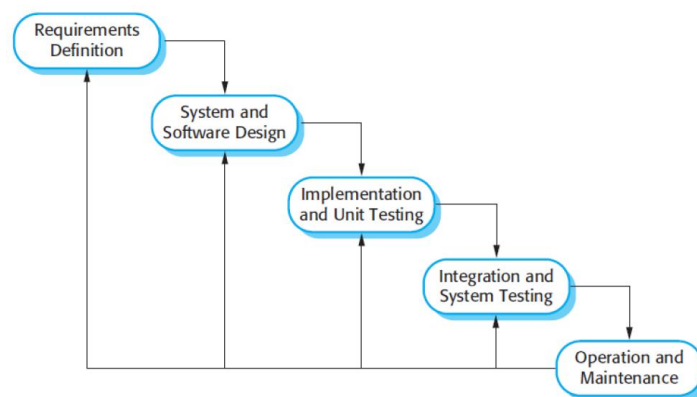 Requirements
Definition
System and
Software Design
Implementation
and Unit Testing
Integration and
System Testing
Operation and
Maintenance